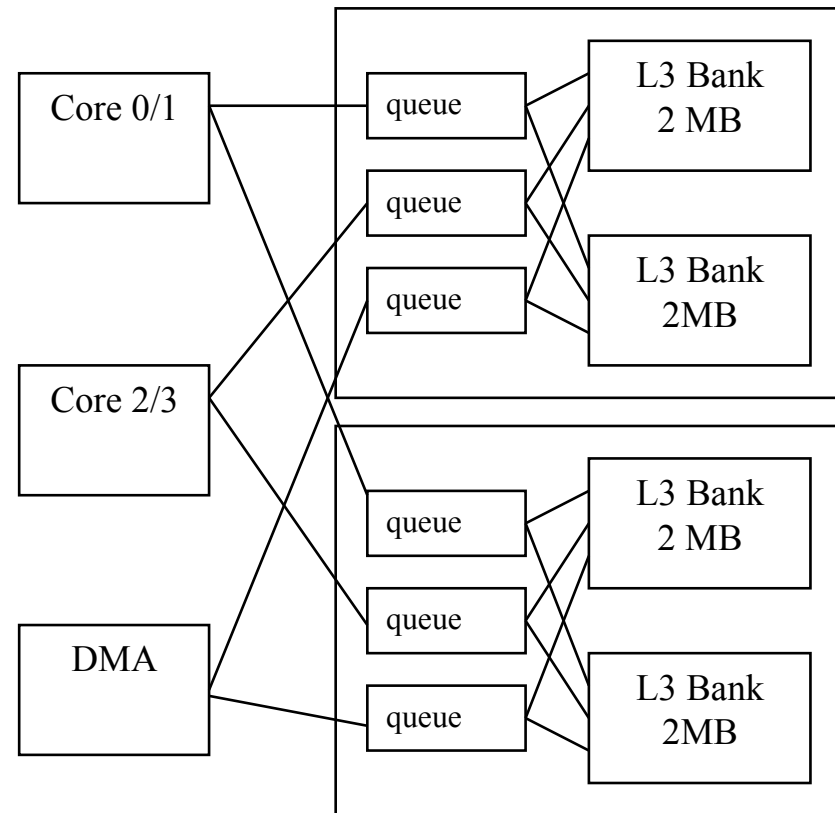 Core 0/1
queue
queue
queue
L3 Bank
2 MB
L3 Bank
2MB
Core 2/3
DMA
queue
queue
queue
L3 Bank
2 MB
L3 Bank
2MB